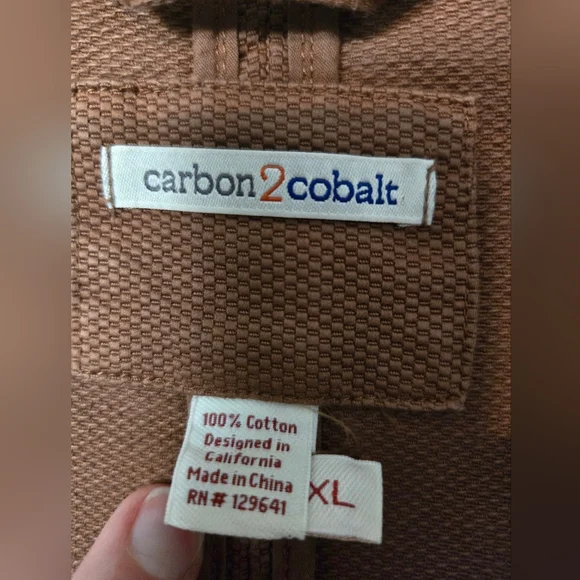 carbon2cobalt
100% Cotton
Designed in
California
Made in China
RN# 129641
XL